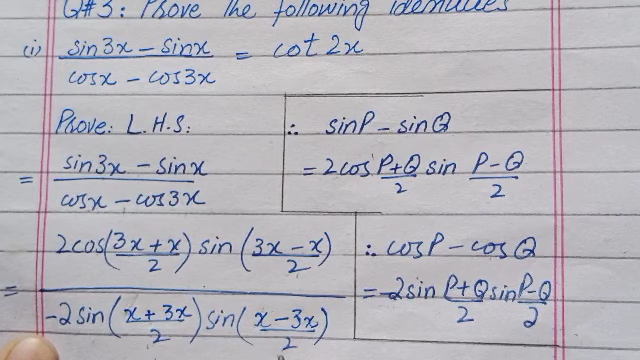 Q#3: Prove the following identities
(i) sin3x – sinx / cosx – cos3x = cot 2x
Prove: L.H.S:
= sin3x – sinx / cosx – cos3x
∴ sinP – sinQ
= 2cos P+Q/2 sin P-Q/2
= 2cos(3x+x/2) sin(3x-x/2) / -2sin(x+3x/2) sin(x-3x/2)
∴ cosP – cosQ
= -2sin P+Q/2 sin P-Q/2